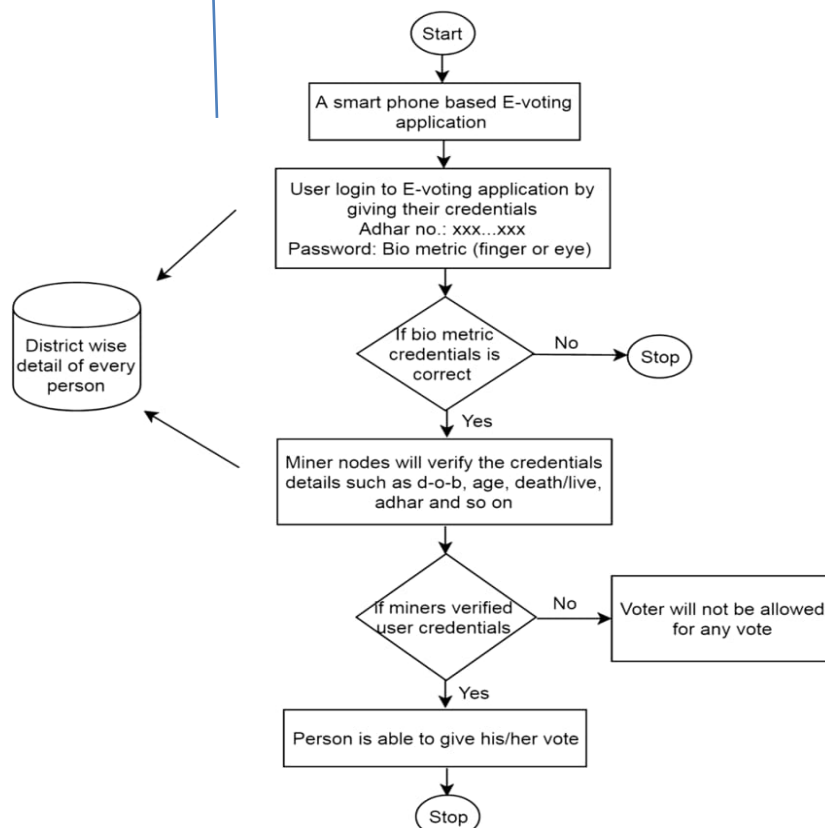 Start
A smart phone based E-voting
application
User login to E-voting application by
giving their credentials
Adhar no.: xxx...xxx
Password: Bio metric (finger or eye)
District wise
detail of every
person
If bio metric
credentials is
correct
No
Stop
Yes
Miner nodes will verify the credentials
details such as d-o-b, age, death/live,
adhar and so on
If miners verified
user credentials
No
Voter will not be allowed
for any vote
Yes
Person is able to give his/her vote
Stop